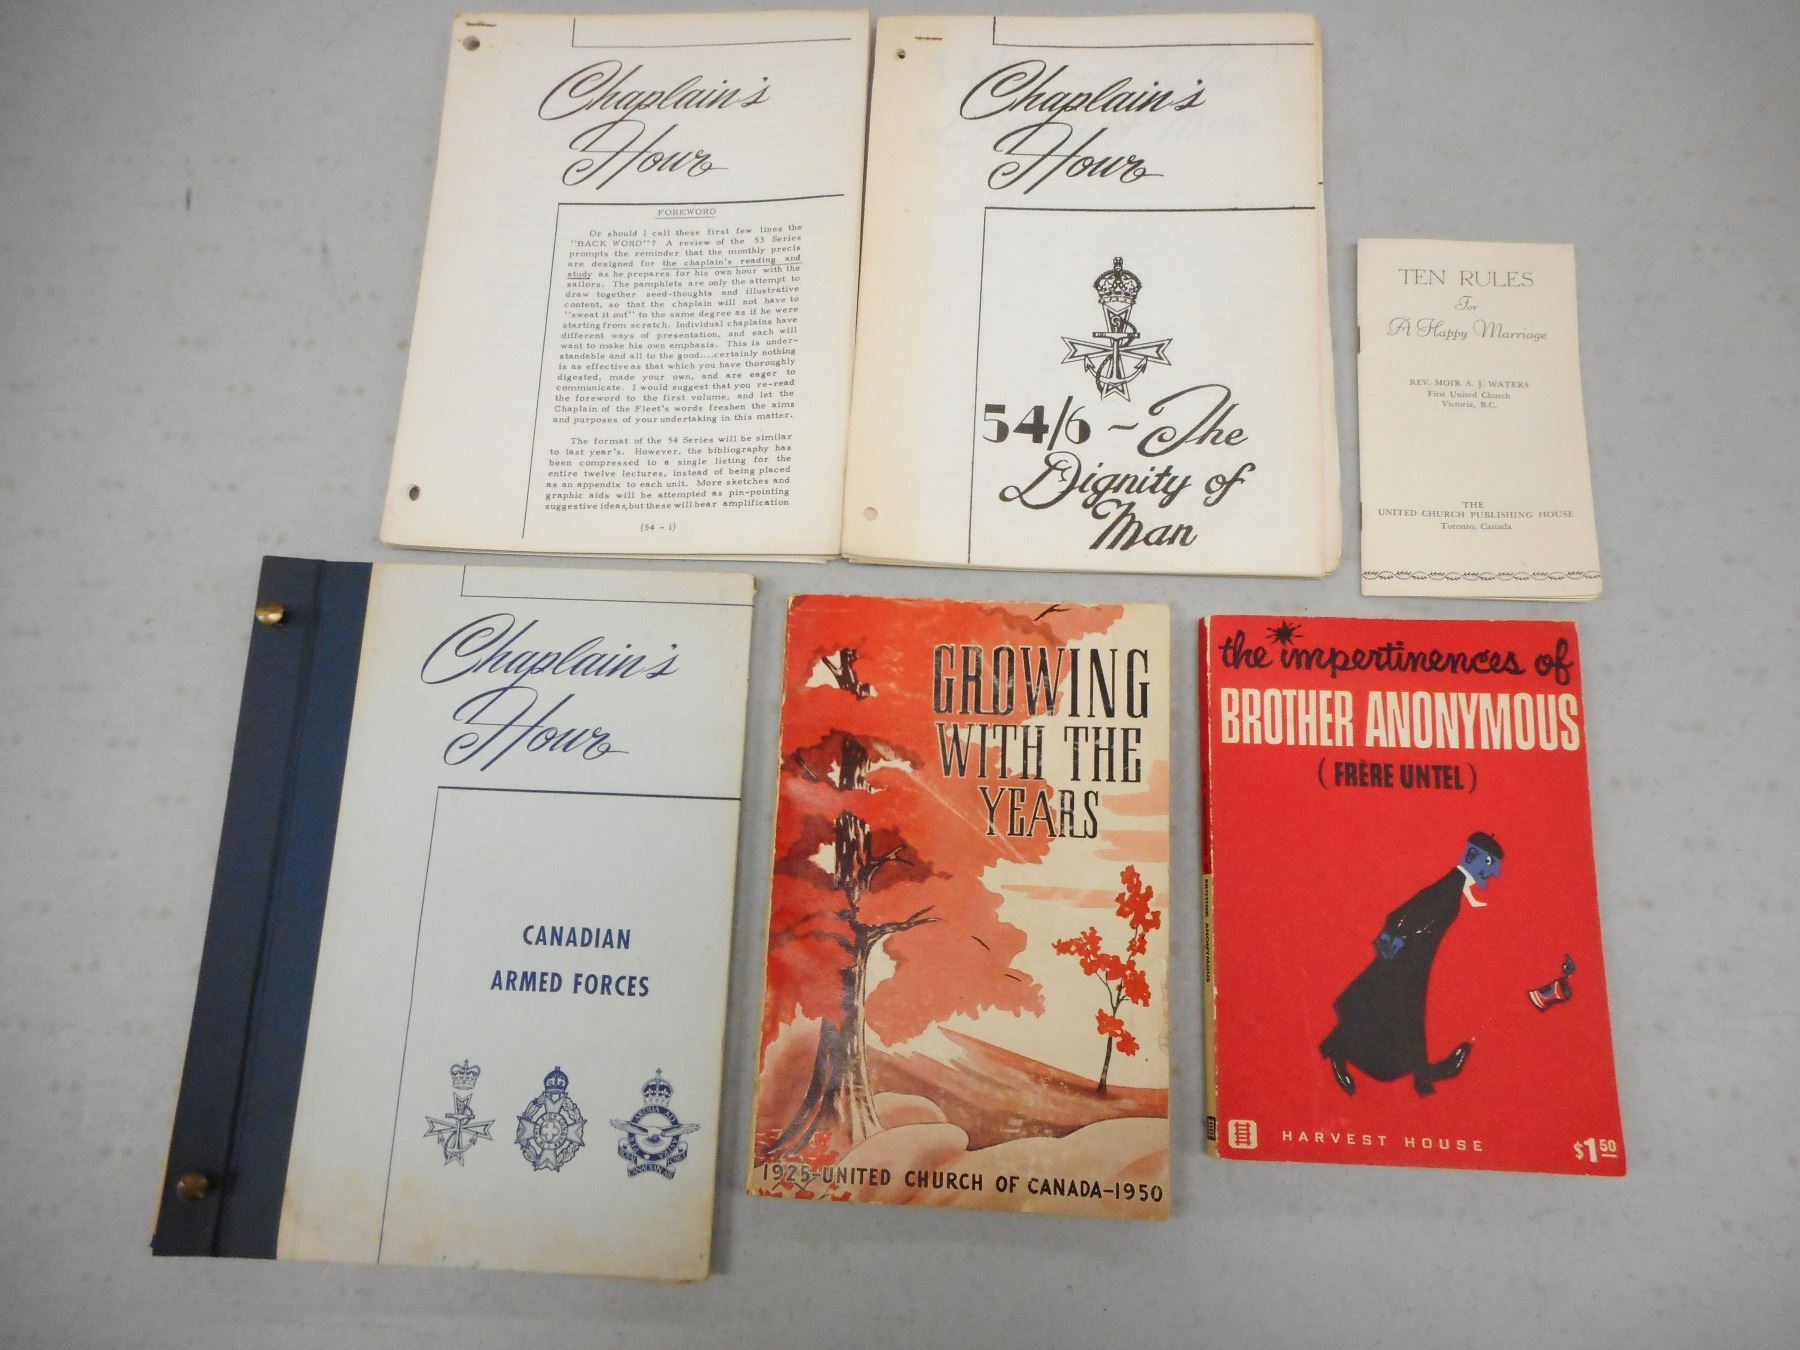 Chaplain's
Hour
FOREWORD
Or should I call these first few lines the
"BACK WORD"? A review of the 53 Series
prompts the reminder that the monthly precis
are designed for the chaplain's reading and
study as he prepares for his own hour with the
sailors. The pamphlets are only the attempt to
draw together seed-thoughts and illustrative
content, so that the chaplain will not have to
"sweat it out" to the same degree as if he were
starting from scratch. Individual chaplains have
different ways of presentation, and each will
want to make his own emphasis. This is under-
standable and all to the good....certainly nothing
is as effective as that which you have thoroughly
digested, made your own, and are eager to
communicate. I would suggest that you re-read
the foreword to the first volume, and let the
Chaplain of the Fleet's words freshen the aims
and purposes of your undertaking in this matter.
The format of the 54 Series will be similar
to last year's. However, the bibliography has
been compressed to a single listing for the
entire twelve lectures, instead of being placed
as an appendix to each unit. More sketches and
graphic aids will be attempted as pin-pointing
suggestive ideas, but these will bear amplification
(54 - i)
Chaplain's
Hour
54/6 ~ The
Dignity of
Man
TEN RULES
For
A Happy Marriage
REV. MOIR A. J. WATERS
First United Church
Victoria, B.C.
THE
UNITED CHURCH PUBLISHING HOUSE
Toronto, Canada
Chaplain's
Hour
CANADIAN
ARMED FORCES
GROWING
WITH THE
YEARS
1925-UNITED CHURCH OF CANADA-1950
the impertinences of
BROTHER ANONYMOUS
(FRÈRE UNTEL)
BROTHER ANONYMOUS
HARVEST HOUSE
$1.50